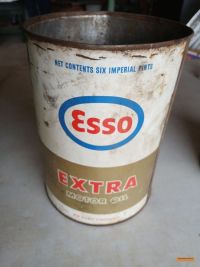 NET CONTENTS SIX IMPERIAL PINTS
Esso
EXTRA
MOTOR OIL